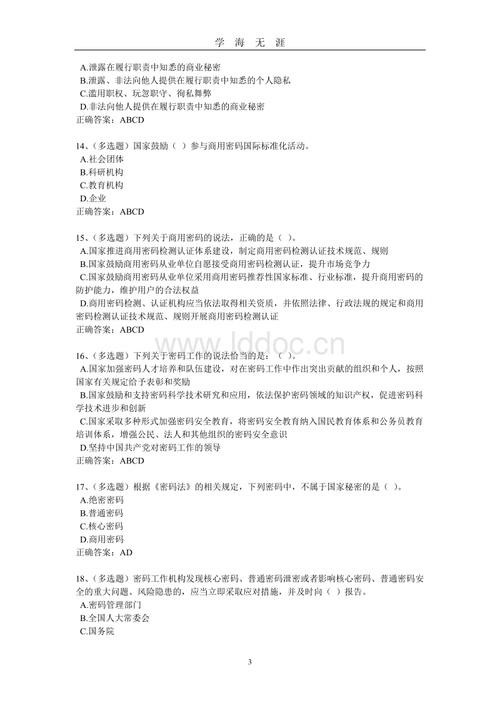 学 海 无 涯
A.泄露在履行职责中知悉的商业秘密
B.泄露、非法向他人提供在履行职责中知悉的个人隐私
C.滥用职权、玩忽职守、徇私舞弊
D.非法向他人提供在履行职责中知悉的商业秘密
正确答案：ABCD
14、（多选题）国家鼓励（ ）参与商用密码国际标准化活动。
A.社会团体
B.科研机构
C.教育机构
D.企业
正确答案：ABCD
15、（多选题）下列关于商用密码的说法，正确的是（ ）。
A.国家推进商用密码检测认证体系建设，制定商用密码检测认证技术规范、规则
B.国家鼓励商用密码从业单位自愿接受商用密码检测认证，提升市场竞争力
C.国家鼓励商用密码从业单位采用商用密码推荐性国家标准、行业标准，提升商用密码的
防护能力，维护用户的合法权益
D.商用密码检测、认证机构应当依法取得相关资质，并依照法律、行政法规的规定和商用
密码检测认证技术规范、规则开展商用密码检测认证
正确答案：ABCD
www.lddoc.cn
16、（多选题）下列关于密码工作的说法恰当的是：（ ）。
A.国家加强密码人才培养和队伍建设，对在密码工作中作出突出贡献的组织和个人，按照
国家有关规定给予表彰和奖励
B.国家鼓励和支持密码科学技术研究和应用，依法保护密码领域的知识产权，促进密码科
学技术进步和创新
C.国家采取多种形式加强密码安全教育，将密码安全教育纳入国民教育体系和公务员教育
培训体系，增强公民、法人和其他组织的密码安全意识
D.坚持中国共产党对密码工作的领导
正确答案：ABCD
17、（多选题）根据《密码法》的相关规定，下列密码中，不属于国家秘密的是（ ）。
A.绝密密码
B.普通密码
C.核心密码
D.商用密码
正确答案：AD
18、（多选题）密码工作机构发现核心密码、普通密码泄密或者影响核心密码、普通密码安
全的重大问题、风险隐患的，应当立即采取应对措施，并及时向（ ）报告。
A.密码管理部门
B.全国人大常委会
C.国务院
3